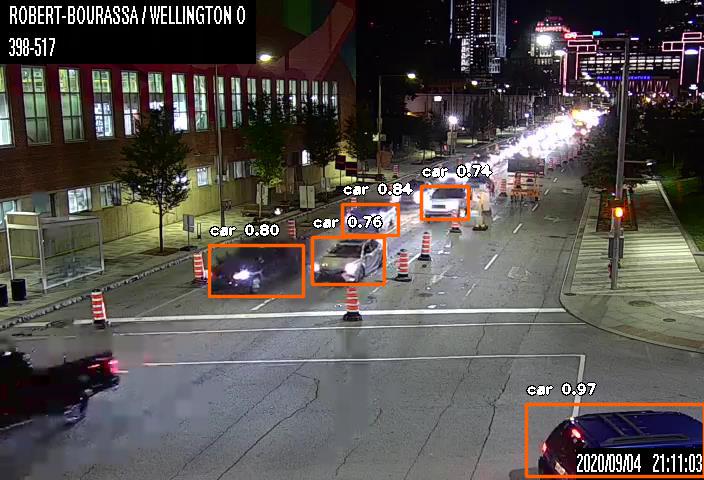 ROBERT-BOURASSA / WELLINGTON O
398-517
car 0.74
car 0.84
car 0.76
car 0.80
car 0.97
2020/09/04 21:11:03